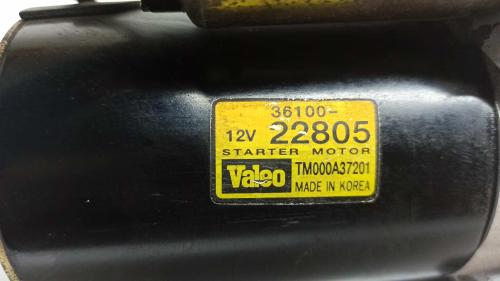 36100-
12V 22805
STARTER MOTOR
Valeo TM000A37201
MADE IN KOREA